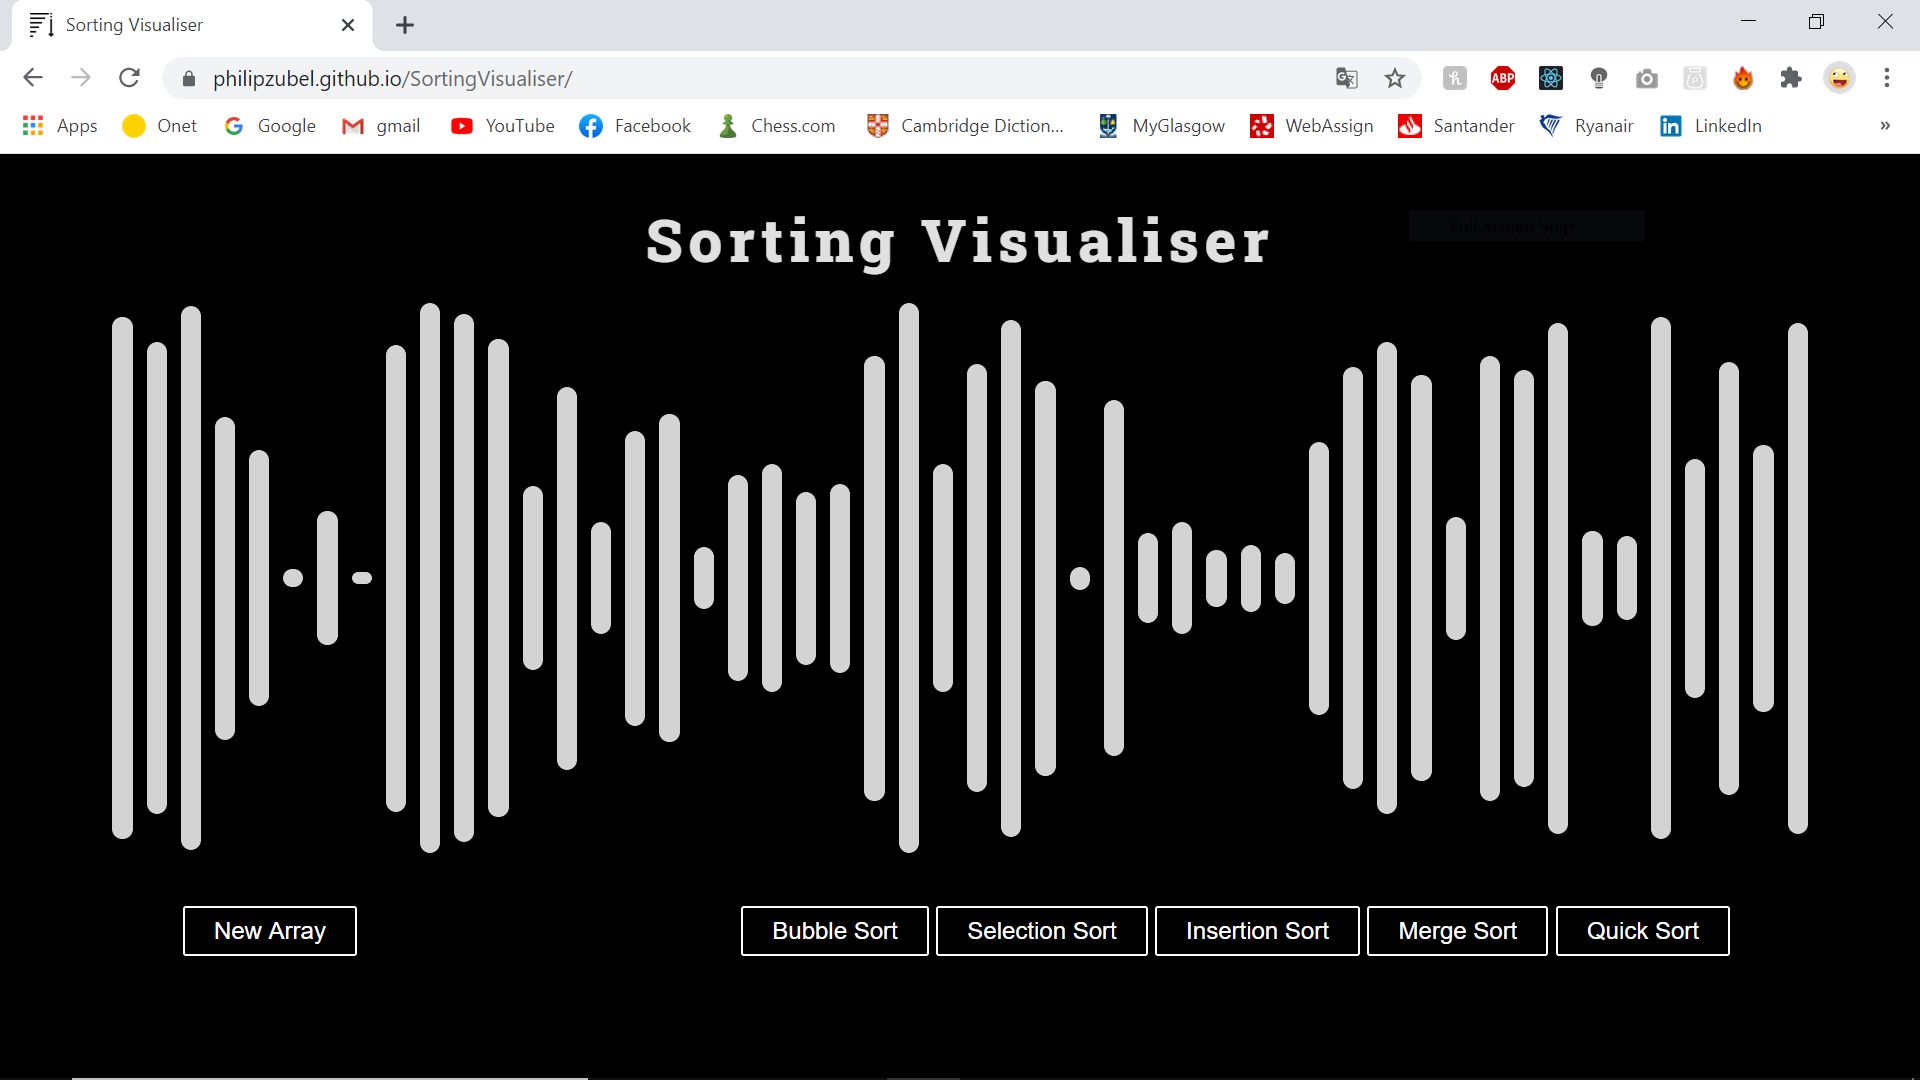 Sorting Visualiser
philipzubel.github.io/SortingVisualiser/
ABP
Apps Onet Google gmail YouTube Facebook Chess.com Cambridge Diction... MyGlasgow WebAssign Santander Ryanair LinkedIn »
Sorting Visualiser
Full-screen Snip
New Array Bubble Sort Selection Sort Insertion Sort Merge Sort Quick Sort